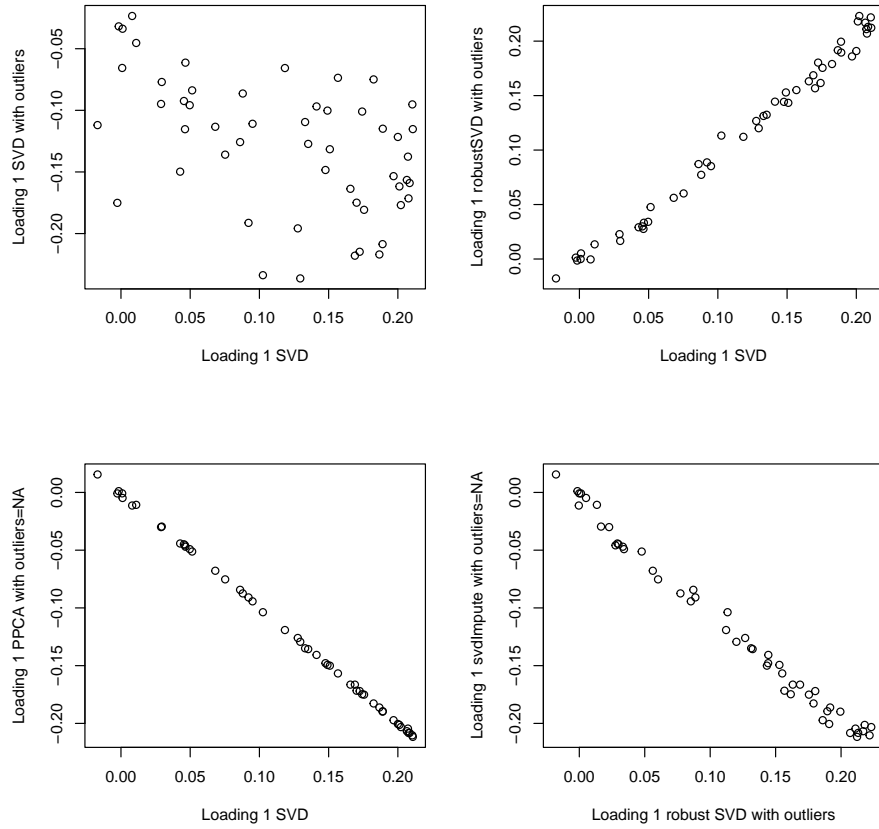 Loading 1 SVD with outliers
−0.05
−0.10
−0.15
−0.20
0.00 0.05 0.10 0.15 0.20
Loading 1 SVD
Loading 1 robustSVD with outliers
0.20
0.15
0.10
0.05
0.00
0.00 0.05 0.10 0.15 0.20
Loading 1 SVD
Loading 1 PPCA with outliers=NA
0.00
−0.05
−0.10
−0.15
−0.20
0.00 0.05 0.10 0.15 0.20
Loading 1 SVD
Loading 1 svdImpute with outliers=NA
0.00
−0.05
−0.10
−0.15
−0.20
0.00 0.05 0.10 0.15 0.20
Loading 1 robust SVD with outliers